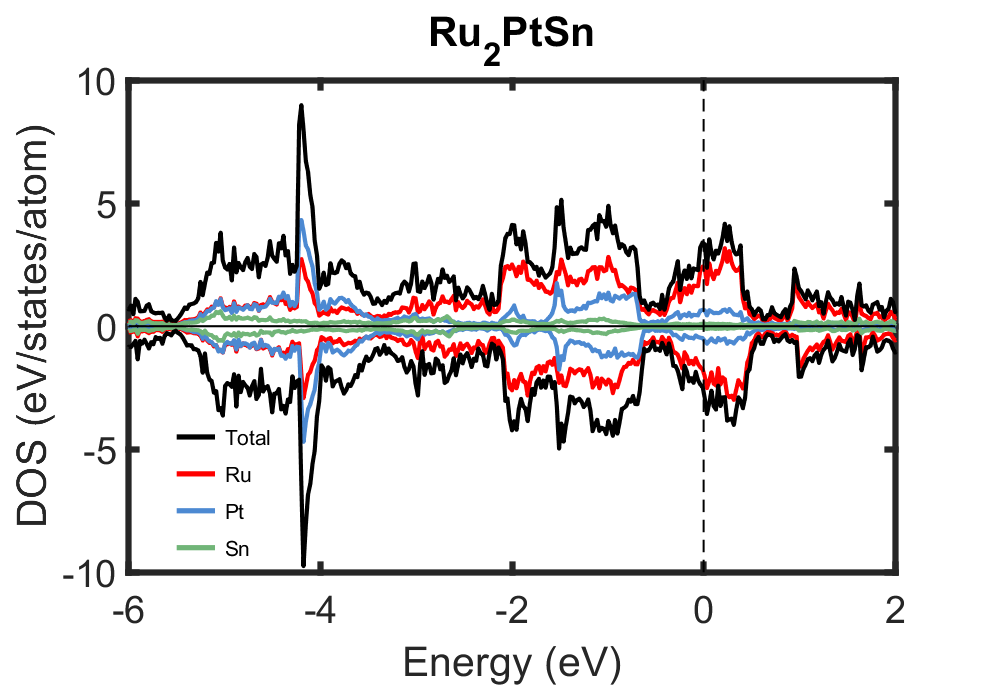 Ru2PtSn
DOS (eV/states/atom)
10
5
0
-5
-10
Total
Ru
Pt
Sn
-6 -4 -2 0 2
Energy (eV)